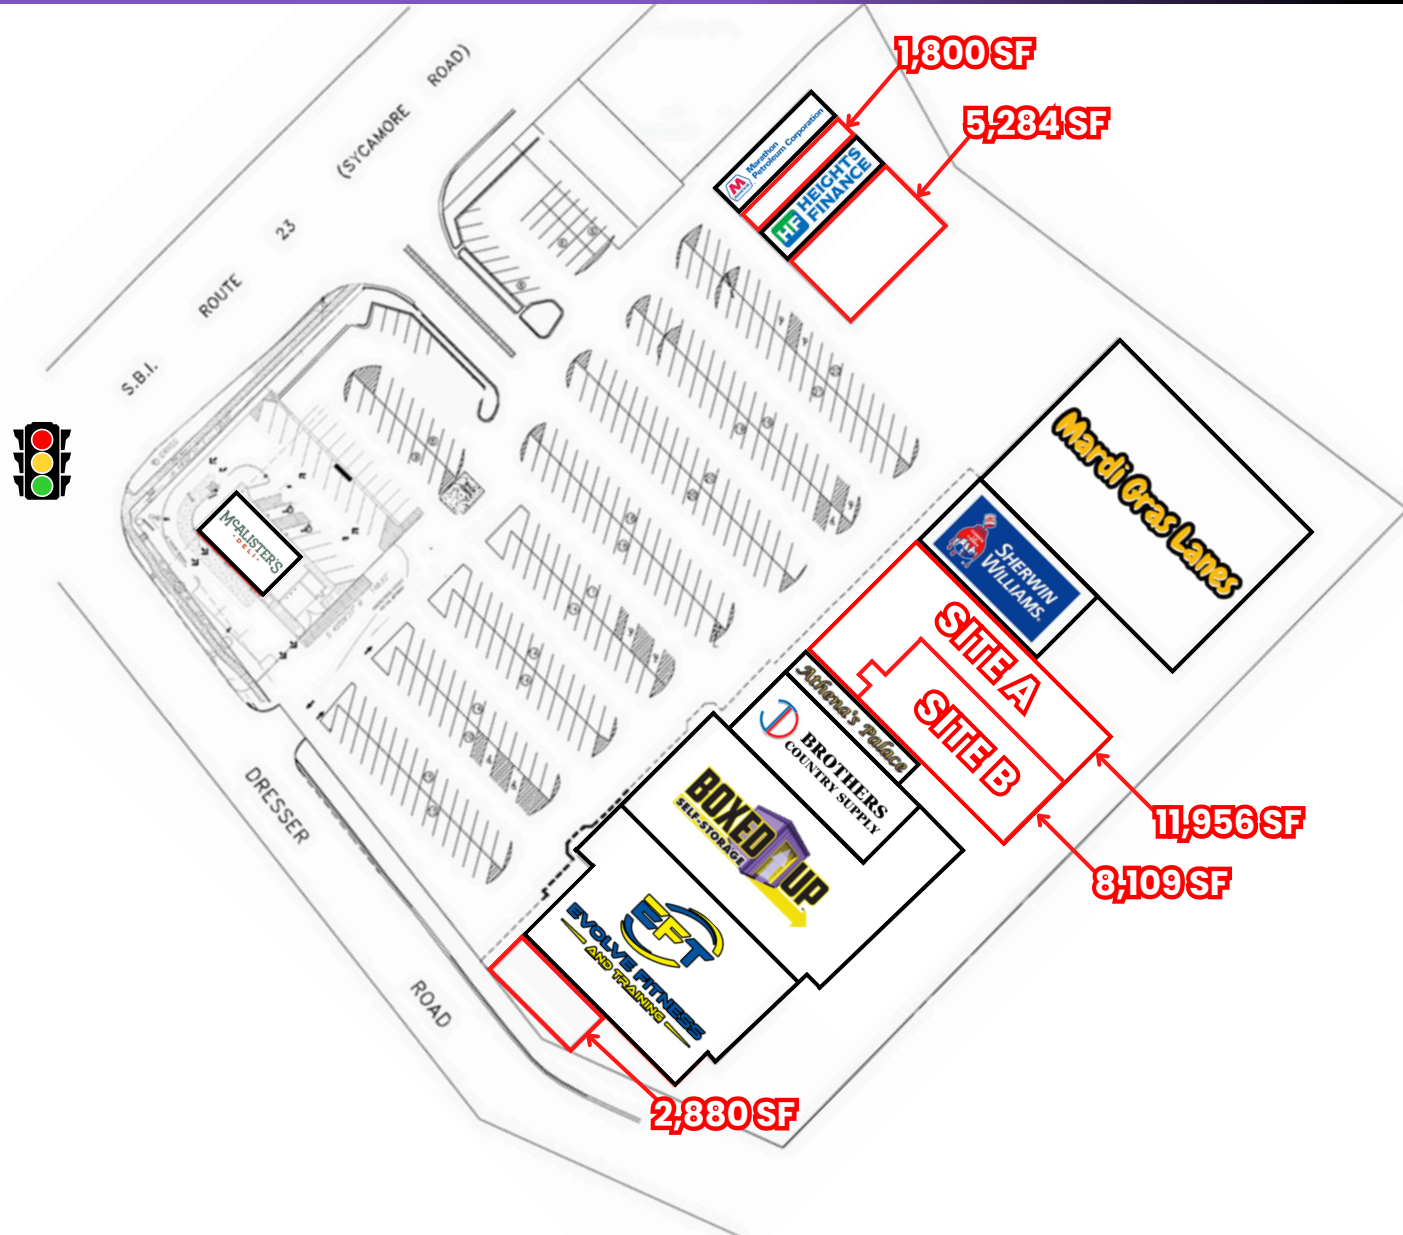 1,800 SF
5,284 SF
S.B.I. ROUTE 23 (SYCAMORE ROAD)
Marathon
Petroleum Corporation
HF
HEIGHTS
FINANCE
Mardi Gras Lanes
McALISTER'S
DELI
SHERWIN
WILLIAMS.
SITE A
SITE B
Athena's Palace
JD
BROTHERS
COUNTRY SUPPLY
BOXED
UP
SELF-STORAGE
11,956 SF
8,109 SF
EFT
EVOLVE FITNESS
AND TRAINING
DRESSER ROAD
2,880 SF